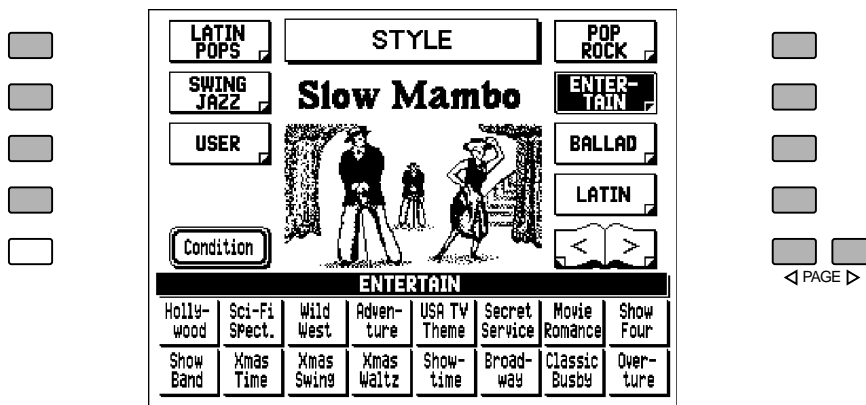 LATIN
POPS
STYLE
POP
ROCK
SWING
JAZZ
Slow Mambo
ENTER-
TAIN
USER
BALLAD
LATIN
Condition
< >
PAGE
ENTERTAIN
Holly-
wood
Sci-Fi
Spect.
Wild
West
Adven-
ture
USA TV
Theme
Secret
Service
Movie
Romance
Show
Four
Show
Band
Xmas
Time
Xmas
Swing
Xmas
Waltz
Show-
time
Broad-
way
Classic
Busby
Over-
ture